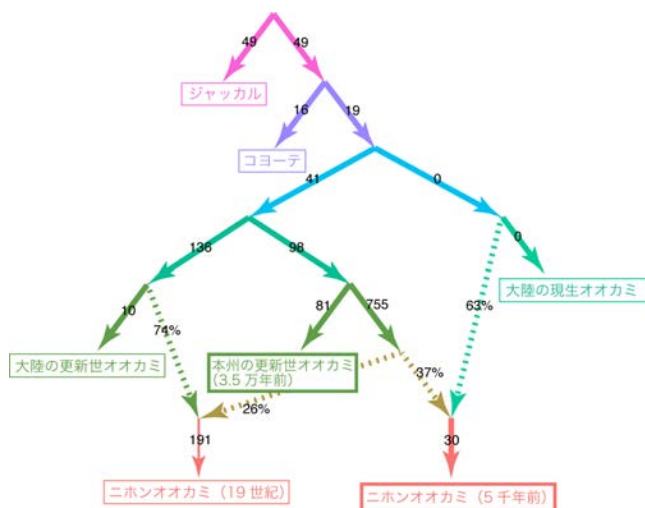 49
49
ジャッカル
16
19
コヨーテ
41
0
136
98
0
大陸の現生オオカミ
10
74%
81
755
63%
大陸の更新世オオカミ
本州の更新世オオカミ
(3.5 万年前)
37%
26%
191
30
ニホンオオカミ（19 世紀）
ニホンオオカミ（5 千年前）